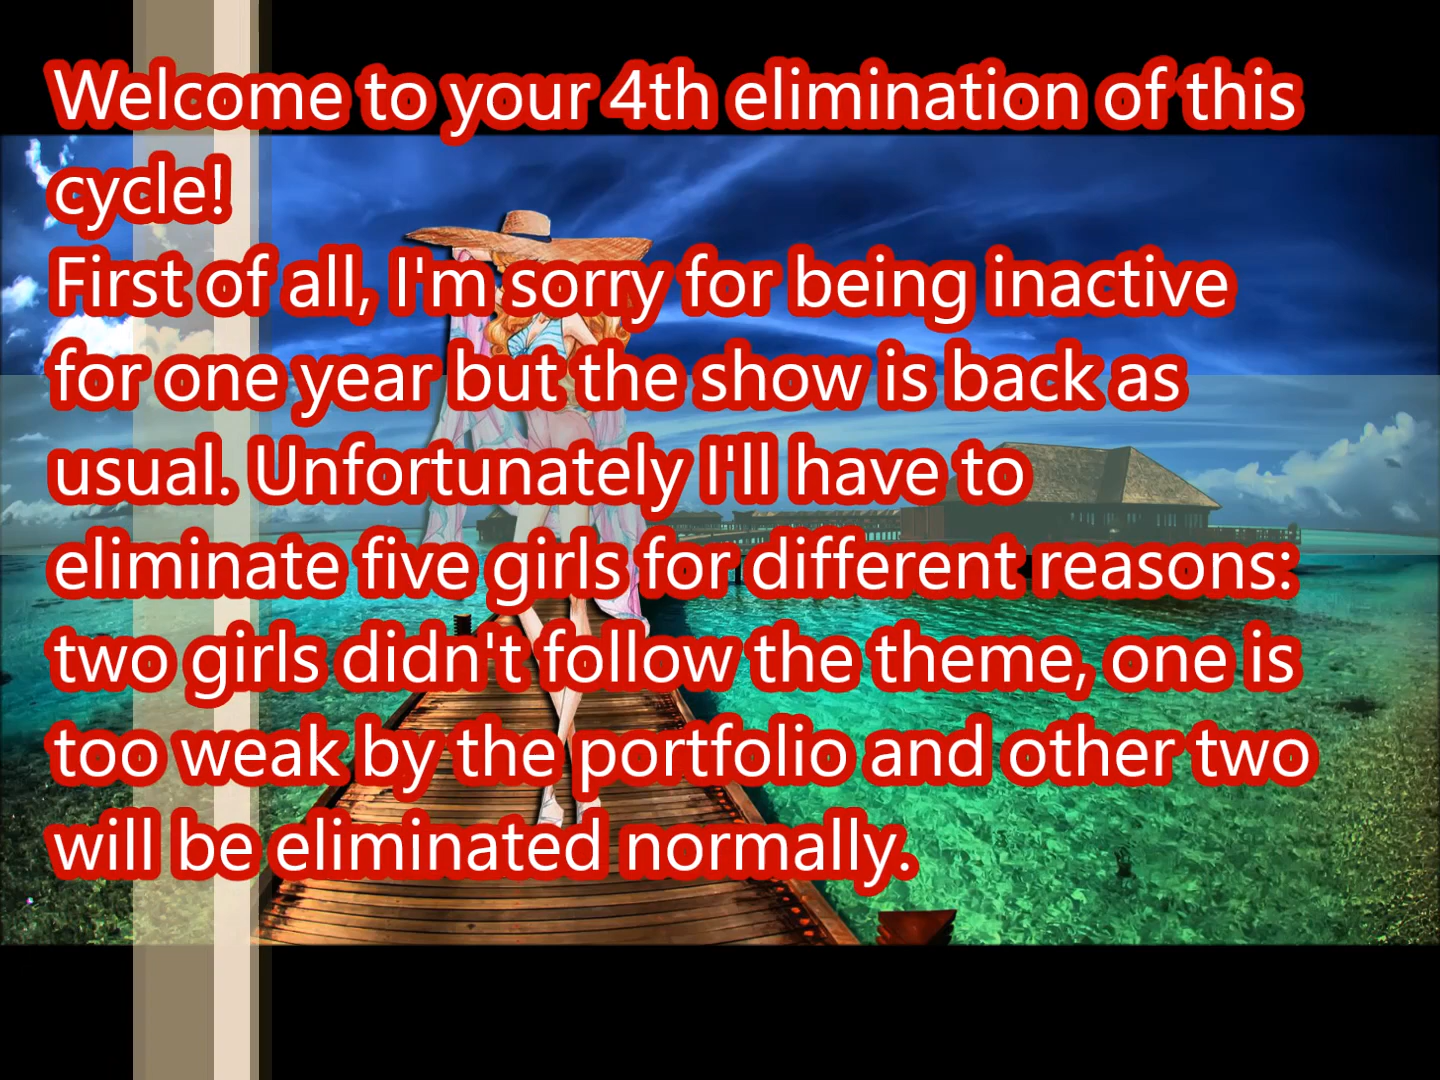 Welcome to your 4th elimination of this
cycle!
First of all, I'm sorry for being inactive
for one year but the show is back as
usual. Unfortunately I'll have to
eliminate five girls for different reasons:
two girls didn't follow the theme, one is
too weak by the portfolio and other two
will be eliminated normally.